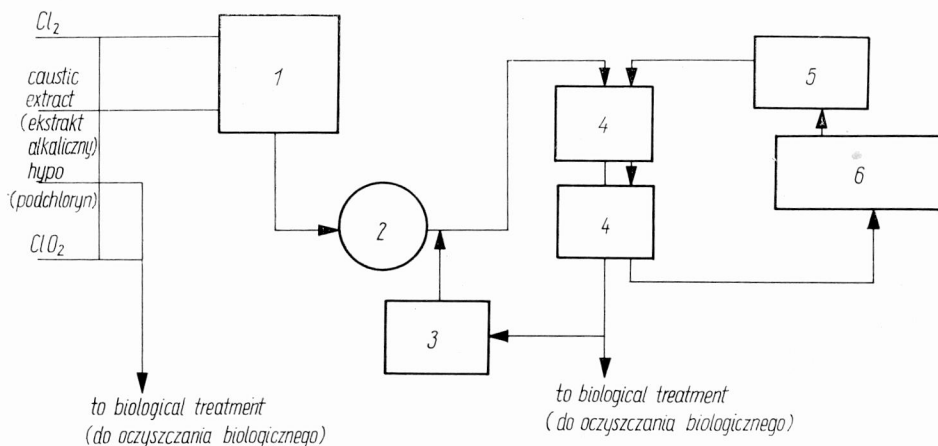 Cl₂
caustic
extract
(ekstrakt
alkaliczny)
hypo
(podchloryn)
ClO₂
1
2
3
4
4
5
6
to biological treatment
(do oczyszczania biologicznego)
to biological treatment
(do oczyszczania biologicznego)